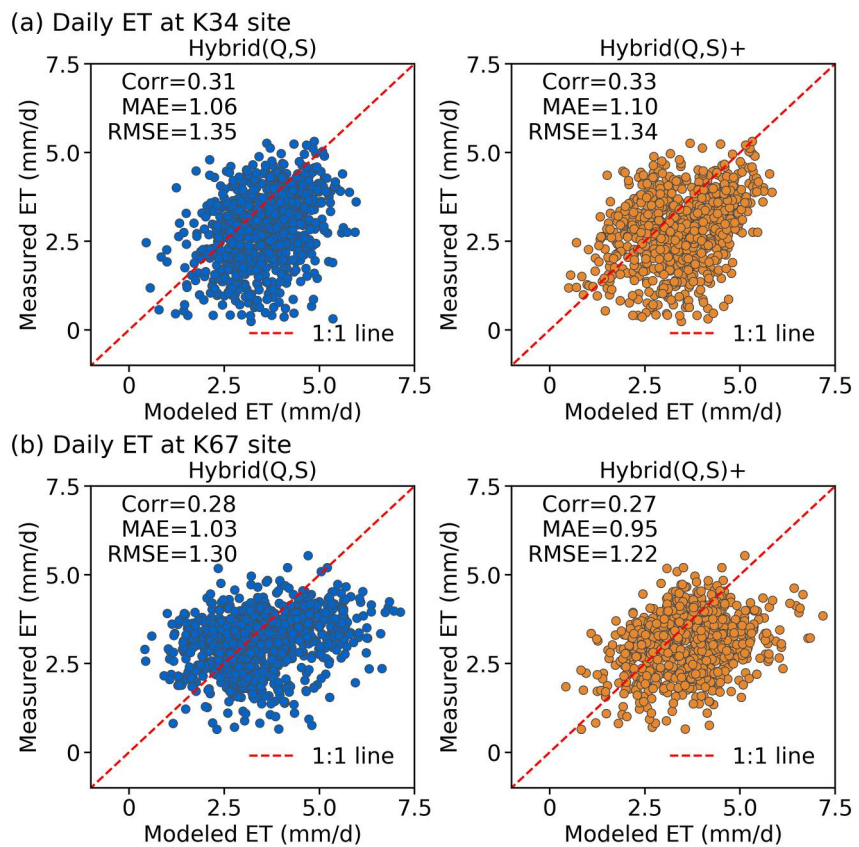 (a) Daily ET at K34 site
Hybrid(Q,S)
Corr=0.31
MAE=1.06
RMSE=1.35
7.5
5.0
2.5
0
Measured ET (mm/d)
1:1 line
0 2.5 5.0 7.5
Modeled ET (mm/d)
Hybrid(Q,S)+
Corr=0.33
MAE=1.10
RMSE=1.34
7.5
5.0
2.5
0
Measured ET (mm/d)
1:1 line
0 2.5 5.0 7.5
Modeled ET (mm/d)
(b) Daily ET at K67 site
Hybrid(Q,S)
Corr=0.28
MAE=1.03
RMSE=1.30
7.5
5.0
2.5
0
Measured ET (mm/d)
1:1 line
0 2.5 5.0 7.5
Modeled ET (mm/d)
Hybrid(Q,S)+
Corr=0.27
MAE=0.95
RMSE=1.22
7.5
5.0
2.5
0
Measured ET (mm/d)
1:1 line
0 2.5 5.0 7.5
Modeled ET (mm/d)